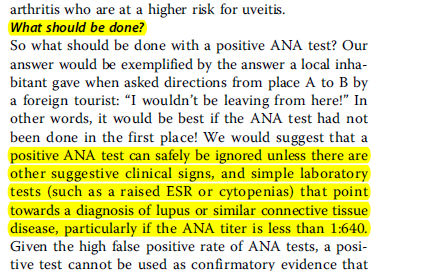 arthritis who are at a higher risk for uveitis.
What should be done?
So what should be done with a positive ANA test? Our
answer would be exemplified by the answer a local inha-
bitant gave when asked directions from place A to B by
a foreign tourist: “I wouldn’t be leaving from here!” In
other words, it would be best if the ANA test had not
been done in the first place! We would suggest that a
positive ANA test can safely be ignored unless there are
other suggestive clinical signs, and simple laboratory
tests (such as a raised ESR or cytopenias) that point
towards a diagnosis of lupus or similar connective tissue
disease, particularly if the ANA titer is less than 1:640.
Given the high false positive rate of ANA tests, a posi-
tive test cannot be used as confirmatory evidence that